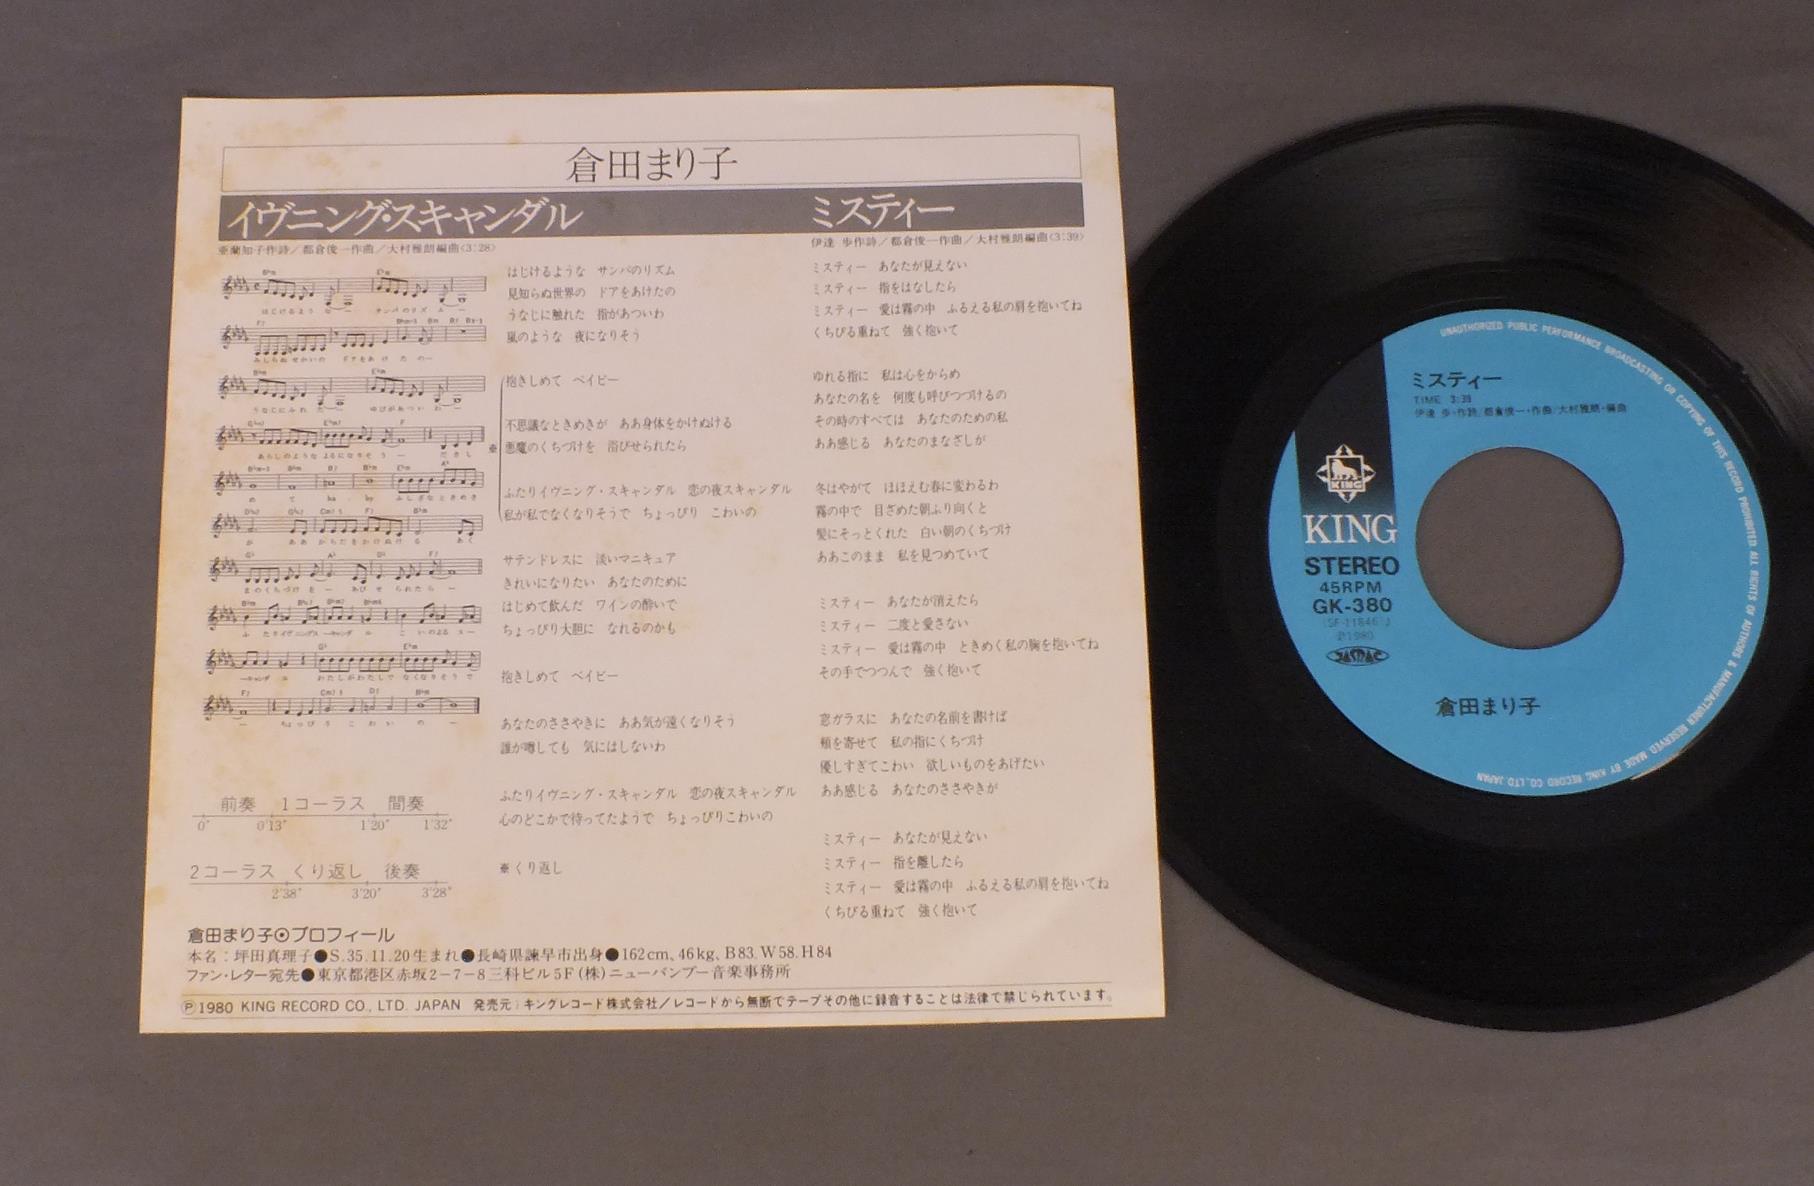 倉田まり子
イヴニング・スキャンダル
亜蘭知子作詩／都倉俊一作曲／大村雅朗編曲〈3:28〉
はじけるような サンバのリズム
見知らぬ世界の ドアをあけたの
うなじに触れた 指があついわ
嵐のような 夜になりそう
抱きしめて ベイビー
※
不思議なときめきが ああ身体をかけぬける
悪魔のくちづけを 浴びせられたら
ふたりイヴニング・スキャンダル 恋の夜スキャンダル
私が私でなくなりそうで ちょっぴり こわいの
サテンドレスに 淡いマニキュア
きれいになりたい あなたのために
はじめて飲んだ ワインの酔いで
ちょっぴり大胆に なれるのかも
抱きしめて ベイビー
あなたのささやきに ああ気が遠くなりそう
誰が噂しても 気にはしないわ
ふたりイヴニング・スキャンダル 恋の夜スキャンダル
心のどこかで待ってたようで ちょっぴりこわいの
※くり返し
前奏 1コーラス 間奏
0" 0'13" 1'20" 1'32"
2コーラス くり返し 後奏
2'38" 3'20" 3'28"
ミスティー
伊達 歩作詩／都倉俊一作曲／大村雅朗編曲〈3:39〉
ミスティー あなたが見えない
ミスティー 指をはなしたら
ミスティー 愛は霧の中 ふるえる私の肩を抱いてね
くちびる重ねて 強く抱いて
ゆれる指に 私は心をからめ
あなたの名を 何度も呼びつづけるの
その時のすべては あなたのための私
ああ感じる あなたのまなざしが
冬はやがて ほほえむ春に変わるわ
霧の中で 目ざめた朝ふり向くと
髪にそっとくれた 白い朝のくちづけ
ああこのまま 私を見つめていて
ミスティー あなたが消えたら
ミスティー 二度と愛さない
ミスティー 愛は霧の中 ときめく私の胸を抱いてね
その手でつつんで 強く抱いて
窓ガラスに あなたの名前を書けば
頬を寄せて 私の指にくちづけ
優しすぎてこわい 欲しいものをあげたい
ああ感じる あなたのささやきが
ミスティー あなたが見えない
ミスティー 指を離したら
ミスティー 愛は霧の中 ふるえる私の肩を抱いてね
くちびる重ねて 強く抱いて
倉田まり子⊙プロフィール
本名：坪田真理子●S.35.11.20生まれ●長崎県諫早市出身●162cm, 46kg, B83. W58. H84
ファン・レター宛先●東京都港区赤坂2-7-8三科ビル5F(株)ニューバンブー音楽事務所
Ⓟ1980 KING RECORD CO., LTD. JAPAN 発売元：キングレコード株式会社／レコードから無断でテープその他に録音することは法律で禁じられています。
UNAUTHORIZED PUBLIC PERFORMANCE BROADCASTING OR COPYING OF THIS RECORD PROHIBITED ALL RIGHTS OF AUTHORS & MANUFACTURER RESERVED MADE BY KING RECORD CO., LTD. JAPAN
ミスティー
TIME 3:39
伊達 歩・作詩/都倉俊一・作曲/大村雅朗・編曲
KING
KING
STEREO
45RPM
GK-380
Ⓟ1980
JASRAC
倉田まり子